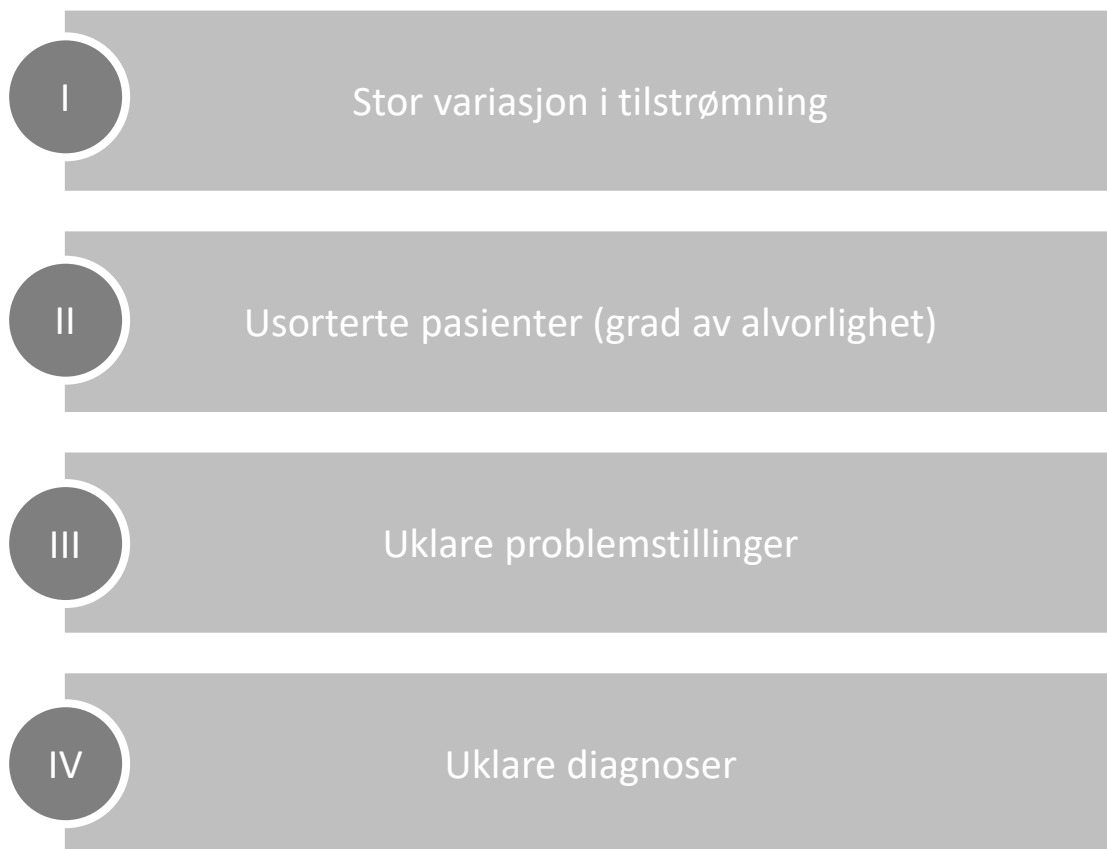 I
Stor variasjon i tilstrømning
II
Usorterte pasienter (grad av alvorlighet)
III
Uklare problemstillinger
IV
Uklare diagnoser